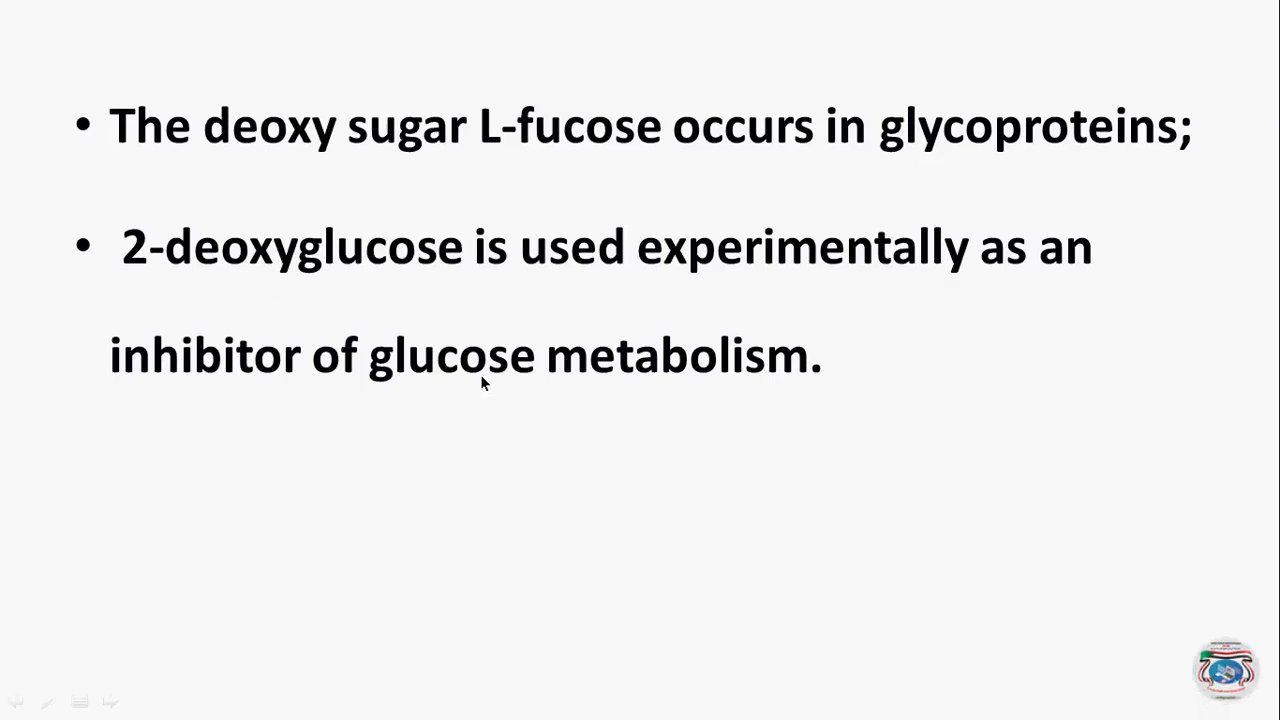 • The deoxy sugar L-fucose occurs in glycoproteins;
• 2-deoxyglucose is used experimentally as an
inhibitor of glucose metabolism.